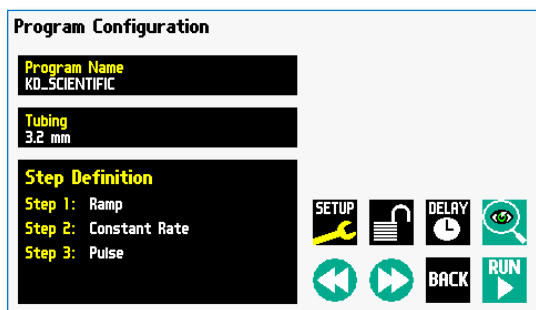 Program Configuration
Program Name
KD_SCIENTIFIC
Tubing
3.2 mm
Step Definition
Step 1: Ramp
Step 2: Constant Rate
Step 3: Pulse
SETUP
DELAY
BACK
RUN